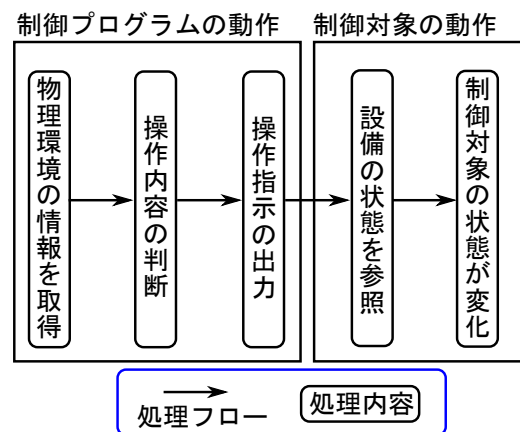 制御プログラムの動作
制御対象の動作
物理環境の情報を取得
操作内容の判断
操作指示の出力
設備の状態を参照
制御対象の状態が変化
処理フロー
処理内容